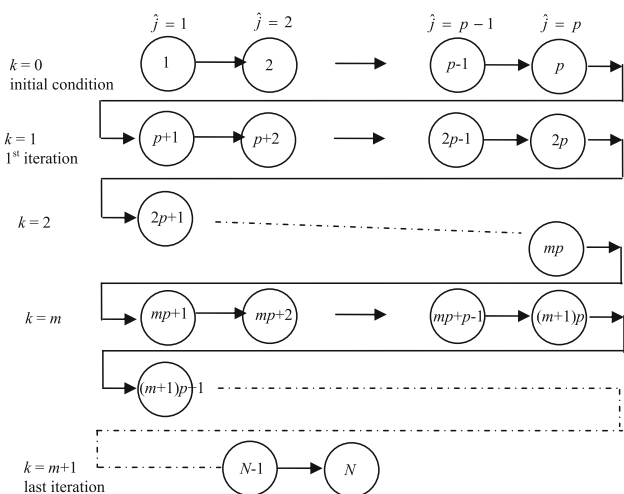 ĵ = 1 ĵ = 2 ĵ = p − 1 ĵ = p
k = 0 1 2 p-1 p
initial condition
k = 1 p+1 p+2 2p-1 2p
1st iteration
k = 2 2p+1 mp
k = m mp+1 mp+2 mp+p-1 (m+1)p
(m+1)p+1
k = m+1 N-1 N
last iteration